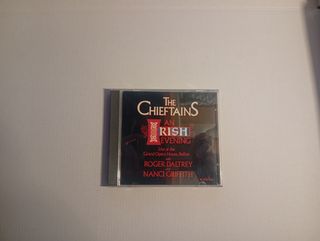 THE
CHIEFTAINS
AN
IRISH
EVENING
Live at the
Grand Opera House, Belfast
ROGER DALTREY
NANCI GRIFFITH